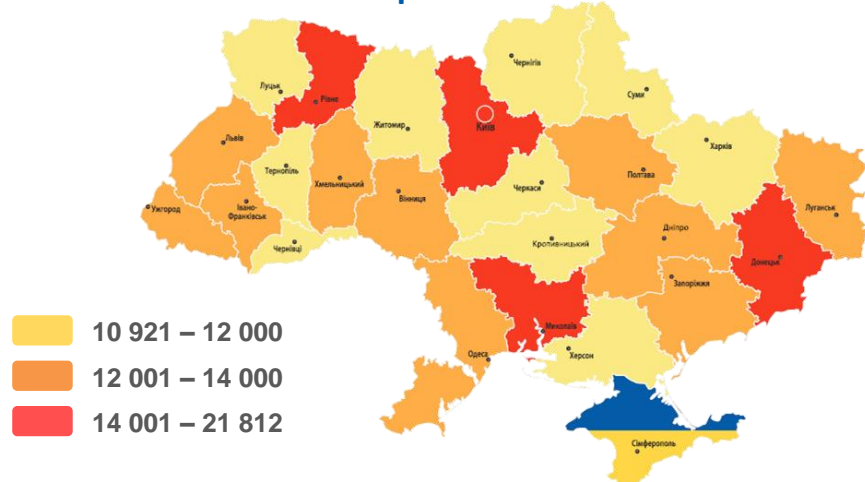 Чернігів
Луцьк
Рівне
Суми
Київ
Житомир
Львів
Харків
Тернопіль
Полтава
Хмельницький
Черкаси
Вінниця
Ужгород
Івано-
Франківськ
Луганськ
Дніпро
Чернівці
Кропивницький
Донецьк
Запоріжжя
10 921 – 12 000
Миколаїв
Одеса
Херсон
12 001 – 14 000
14 001 – 21 812
Сімферополь